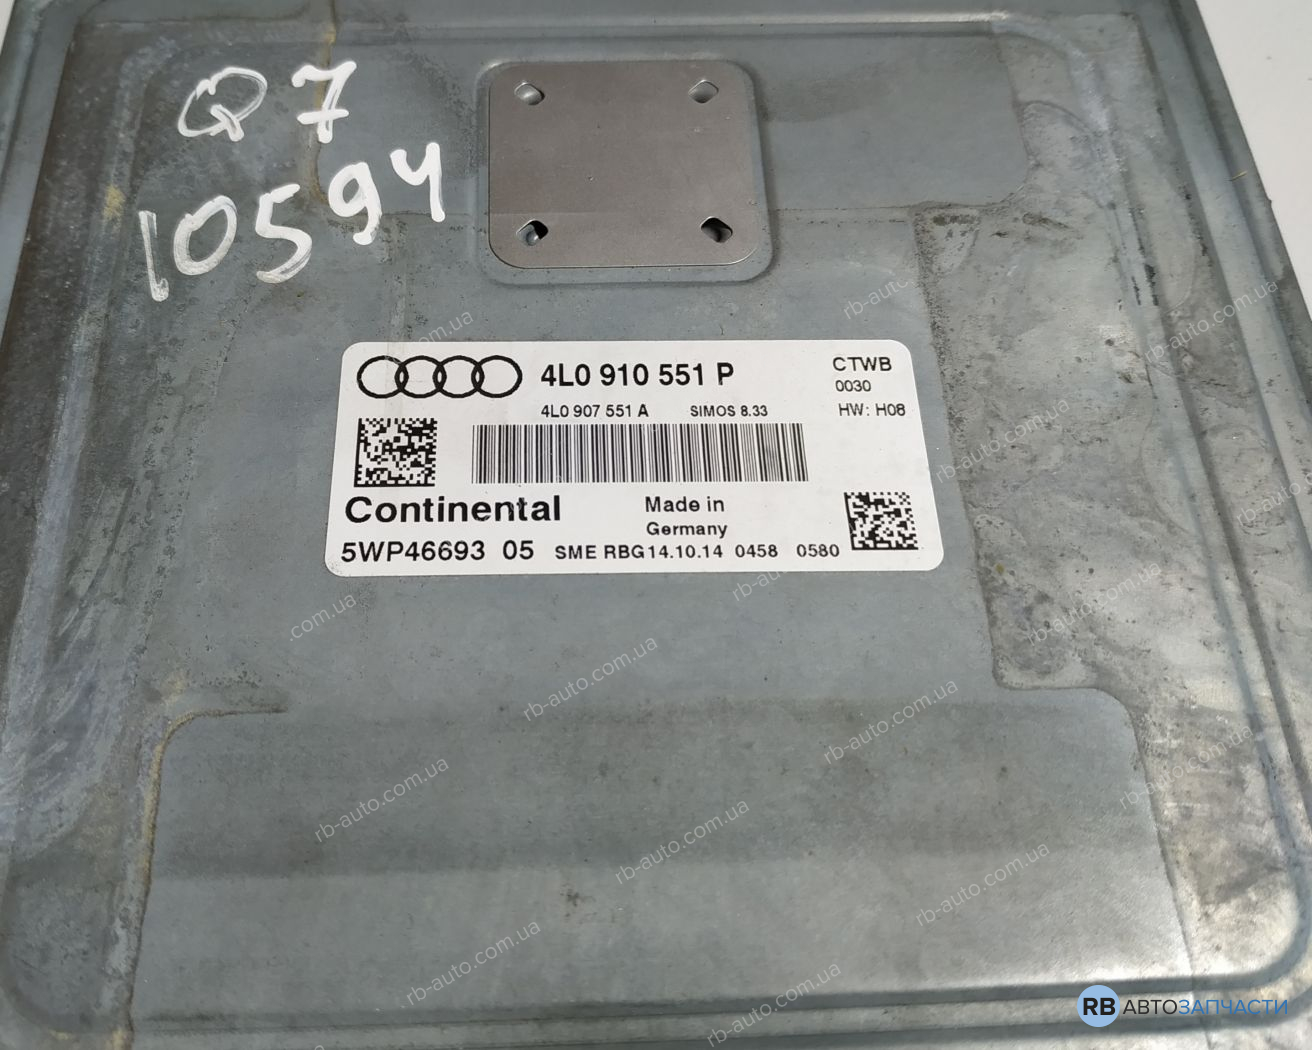 Q7
10594
4L0 910 551 P
CTWB
0030
4L0 907 551 A SIMOS 8.33 HW: H08
Continental
Made in
Germany
5WP46693 05 SME RBG14.10.14 0458 0580
rb-auto.com.ua
RB АВТОЗАПЧАСТИ